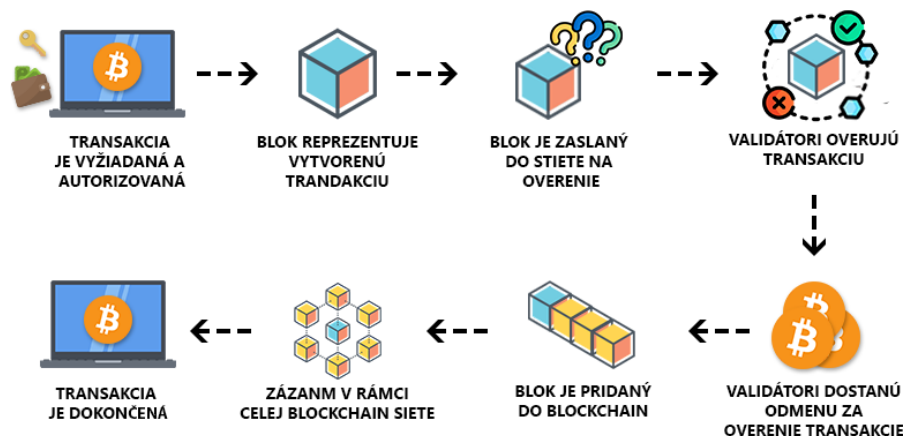 TRANSAKCIA
JE VYŽIADANÁ A
AUTORIZOVANÁ
BLOK REPREZENTUJE
VYTVORENÚ
TRANDAKCIU
BLOK JE ZASLANÝ
DO STIETE NA
OVERENIE
VALIDÁTORI OVERUJÚ
TRANSAKCIU
TRANSAKCIA
JE DOKONČENÁ
ZÁZANM V RÁMCI
CELEJ BLOCKCHAIN SIETE
BLOK JE PRIDANÝ
DO BLOCKCHAIN
VALIDÁTORI DOSTANÚ
ODMENU ZA
OVERENIE TRANSAKCIE